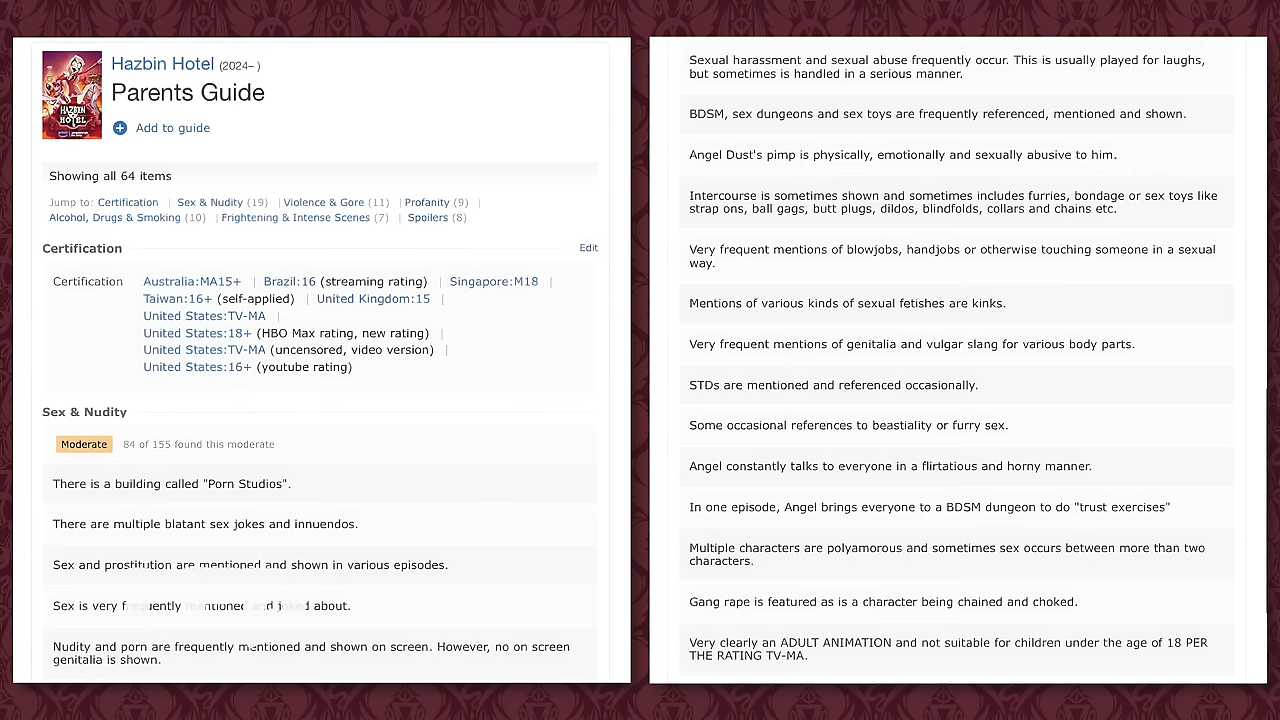 Hazbin Hotel (2024– )
Parents Guide
Add to guide
HAZBIN
HOTEL
Showing all 64 items
Jump to: Certification | Sex & Nudity (19) | Violence & Gore (11) | Profanity (9) |
Alcohol, Drugs & Smoking (10) | Frightening & Intense Scenes (7) | Spoilers (8)
Certification
Edit
Certification
Australia:MA15+ | Brazil:16 (streaming rating) | Singapore:M18 |
Taiwan:16+ (self-applied) | United Kingdom:15 |
United States:TV-MA |
United States:18+ (HBO Max rating, new rating) |
United States:TV-MA (uncensored, video version) |
United States:16+ (youtube rating)
Sex & Nudity
Moderate 84 of 155 found this moderate
There is a building called "Porn Studios".
There are multiple blatant sex jokes and innuendos.
Sex and prostitution are mentioned and shown in various episodes.
Sex is very frequently mentioned and joked about.
Nudity and porn are frequently mentioned and shown on screen. However, no on screen
genitalia is shown.
Sexual harassment and sexual abuse frequently occur. This is usually played for laughs,
but sometimes is handled in a serious manner.
BDSM, sex dungeons and sex toys are frequently referenced, mentioned and shown.
Angel Dust's pimp is physically, emotionally and sexually abusive to him.
Intercourse is sometimes shown and sometimes includes furries, bondage or sex toys like
strap ons, ball gags, butt plugs, dildos, blindfolds, collars and chains etc.
Very frequent mentions of blowjobs, handjobs or otherwise touching someone in a sexual
way.
Mentions of various kinds of sexual fetishes are kinks.
Very frequent mentions of genitalia and vulgar slang for various body parts.
STDs are mentioned and referenced occasionally.
Some occasional references to beastiality or furry sex.
Angel constantly talks to everyone in a flirtatious and horny manner.
In one episode, Angel brings everyone to a BDSM dungeon to do "trust exercises"
Multiple characters are polyamorous and sometimes sex occurs between more than two
characters.
Gang rape is featured as is a character being chained and choked.
Very clearly an ADULT ANIMATION and not suitable for children under the age of 18 PER
THE RATING TV-MA.